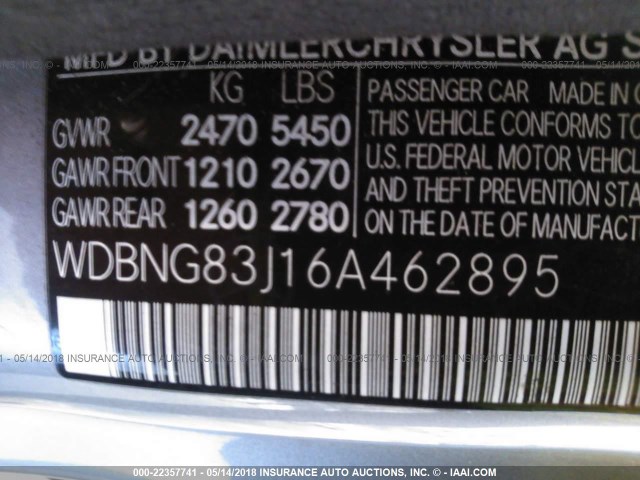 MFD BY DAIMLERCHRYSLER AG S
KG LBS
GVWR 2470 5450
GAWR FRONT 1210 2670
GAWR REAR 1260 2780
PASSENGER CAR MADE IN G
THIS VEHICLE CONFORMS TO
U.S. FEDERAL MOTOR VEHICL
AND THEFT PREVENTION STA
ON THE DATE OF MANUFACT
WDBNG83J16A462895
000-22357741 - 05/14/2018 INSURANCE AUTO AUCTIONS, INC. - © - IAAI.COM